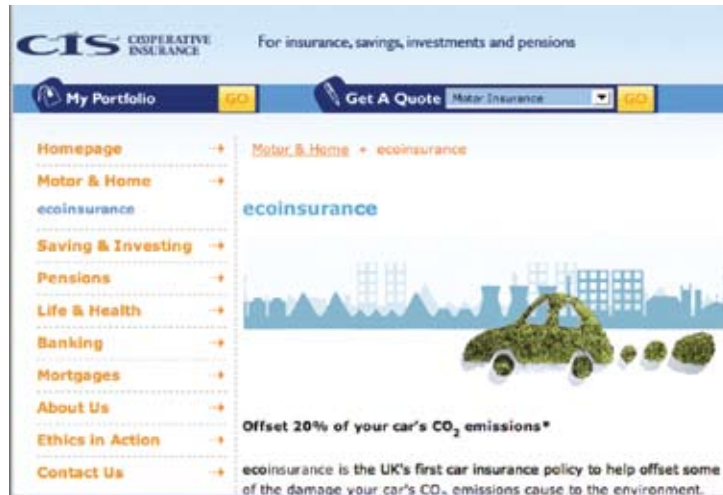 CIS COOPERATIVE INSURANCE
For insurance, savings, investments and pensions
My Portfolio GO Get A Quote Motor Insurance GO
Homepage
Motor & Home
ecoinsurance
Saving & Investing
Pensions
Life & Health
Banking
Mortgages
About Us
Ethics in Action
Contact Us
Motor & Home ecoinsurance
ecoinsurance
Offset 20% of your car's CO₂ emissions*
ecoinsurance is the UK's first car insurance policy to help offset some
of the damage your car's CO₂ emissions cause to the environment.